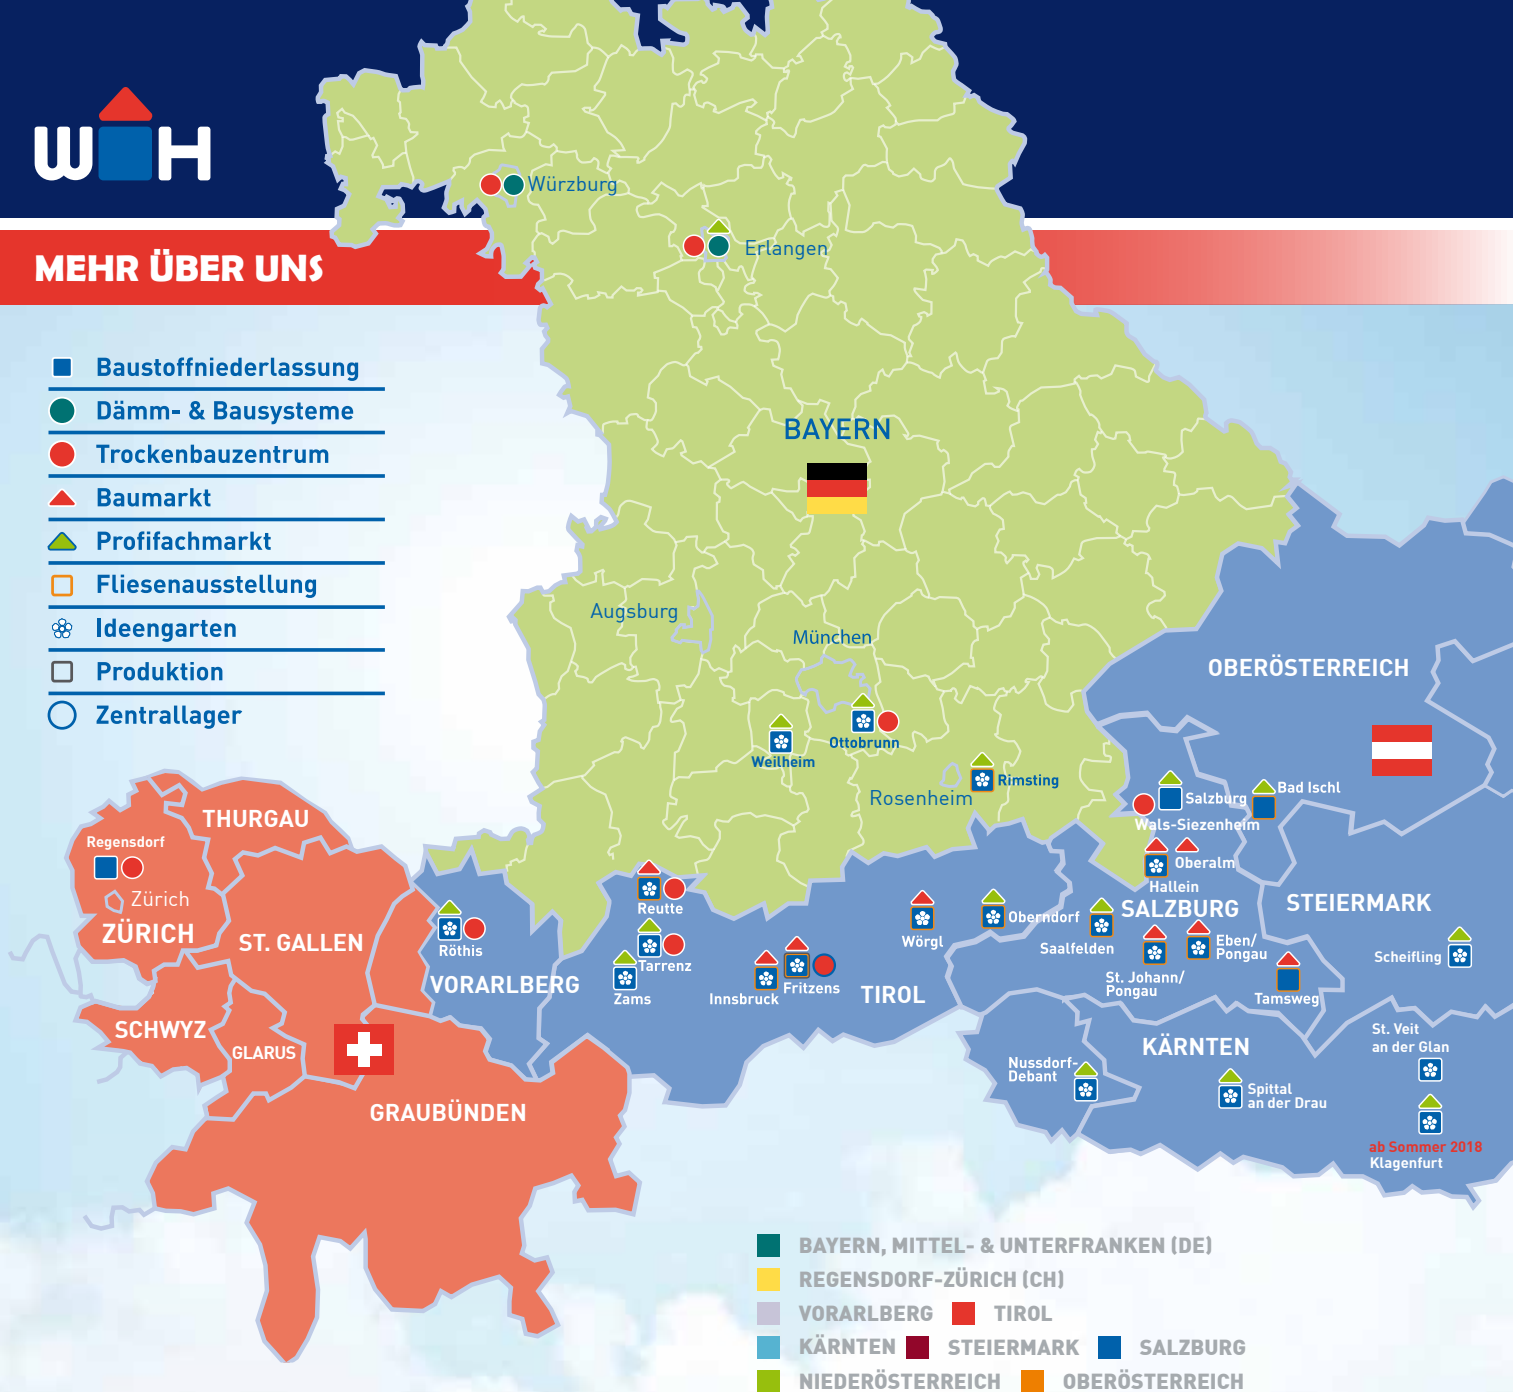 W H
MEHR ÜBER UNS
Baustoffniederlassung
Dämm- & Bausysteme
Trockenbauzentrum
Baumarkt
Profifachmarkt
Fliesenausstellung
Ideengarten
Produktion
Zentrallager
Würzburg
Erlangen
BAYERN
Augsburg
München
Ottobrunn
Weilheim
Rimsting
Rosenheim
OBERÖSTERREICH
Bad Ischl
Salzburg
Wals-Siezenheim
Oberalm
Hallein
SALZBURG
STEIERMARK
THURGAU
Regensdorf
Zürich
ZÜRICH
ST. GALLEN
SCHWYZ
GLARUS
GRAUBÜNDEN
Röthis
VORARLBERG
Reutte
Tarrenz
Zams
Innsbruck
Fritzens
TIROL
Wörgl
Oberndorf
Saalfelden
St. Johann/
Pongau
Eben/
Pongau
Tamsweg
Scheifling
KÄRNTEN
Nussdorf-
Debant
Spittal
an der Drau
St. Veit
an der Glan
ab Sommer 2018
Klagenfurt
BAYERN, MITTEL- & UNTERFRANKEN (DE)
REGENSDORF-ZÜRICH (CH)
VORARLBERG TIROL
KÄRNTEN STEIERMARK SALZBURG
NIEDERÖSTERREICH OBERÖSTERREICH